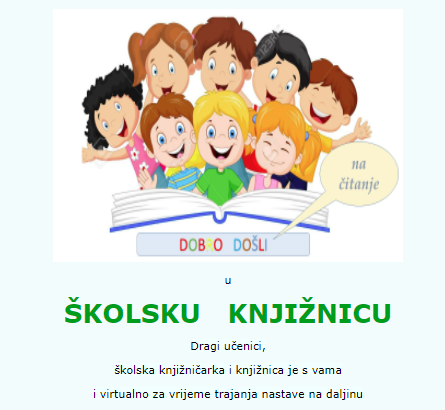 na
čitanje
DOBRO DOŠLI
u
ŠKOLSKU KNJIŽNICU
Dragi učenici,
školska knjižničarka i knjižnica je s vama
i virtualno za vrijeme trajanja nastave na daljinu